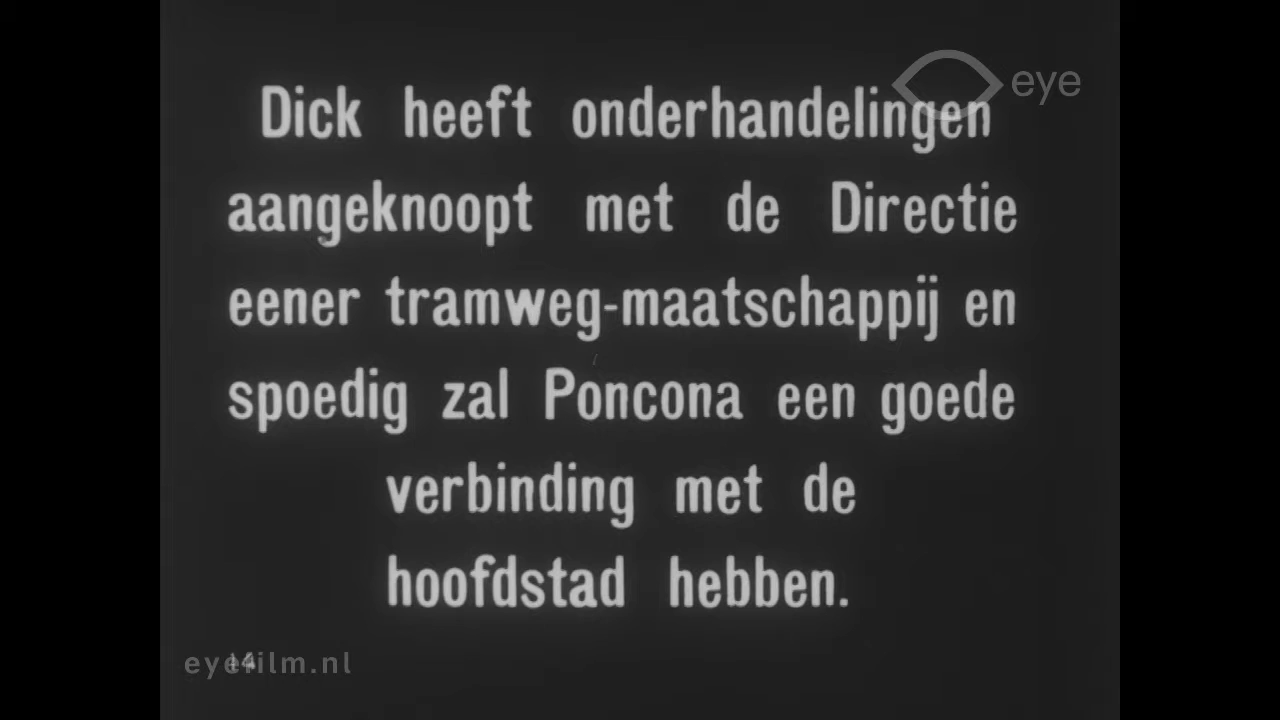 eye
Dick heeft onderhandelingen
aangeknoopt met de Directie
eener tramweg-maatschappij en
spoedig zal Poncona een goede
verbinding met de
hoofdstad hebben.
eyefilm.nl
14